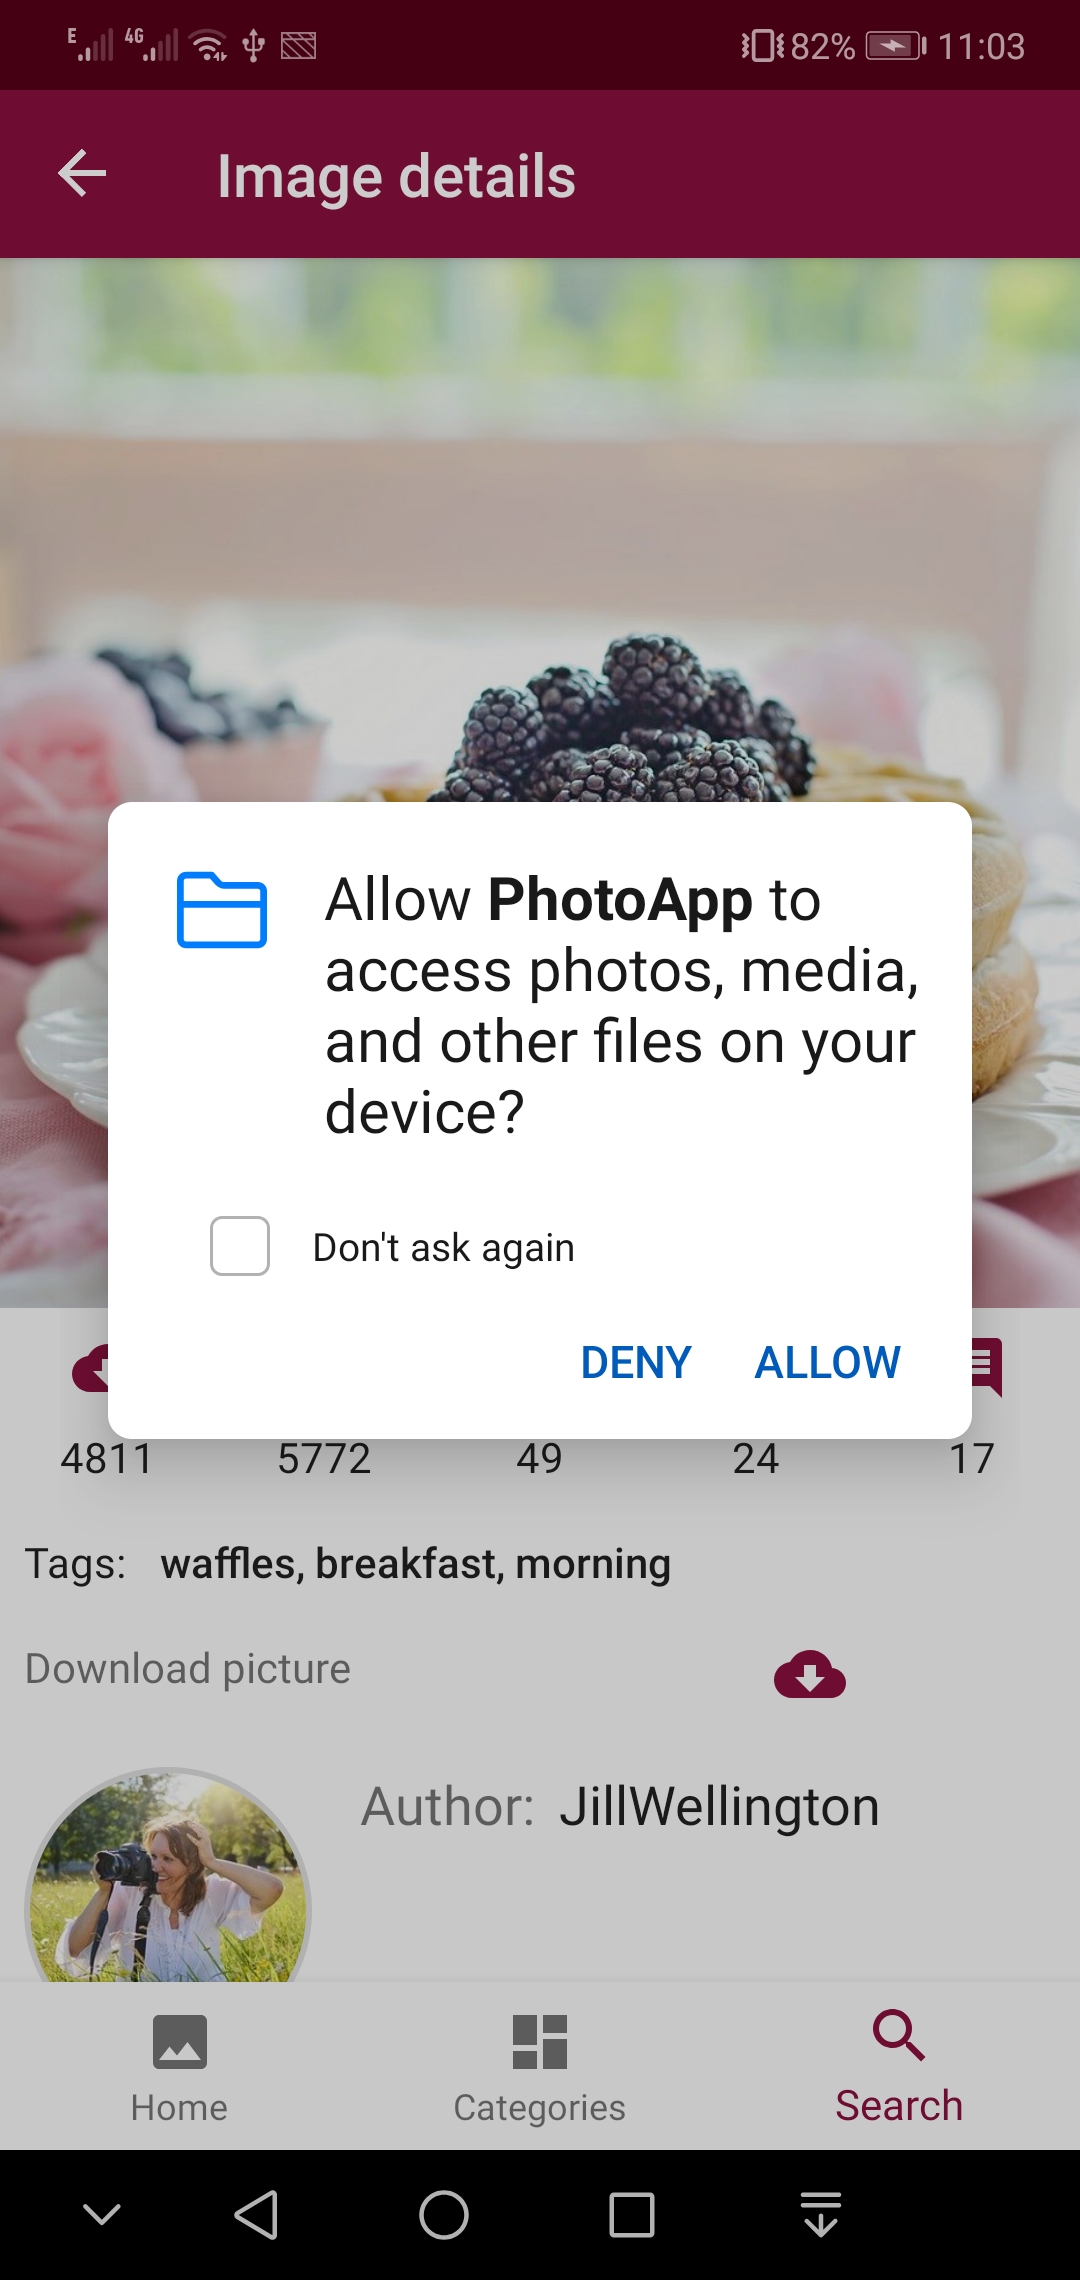 E 4G 82% 11:03
Image details
Allow PhotoApp to
access photos, media,
and other files on your
device?
Don't ask again
DENY ALLOW
4811 5772 49 24 17
Tags: waffles, breakfast, morning
Download picture
Author: JillWellington
Home Categories Search